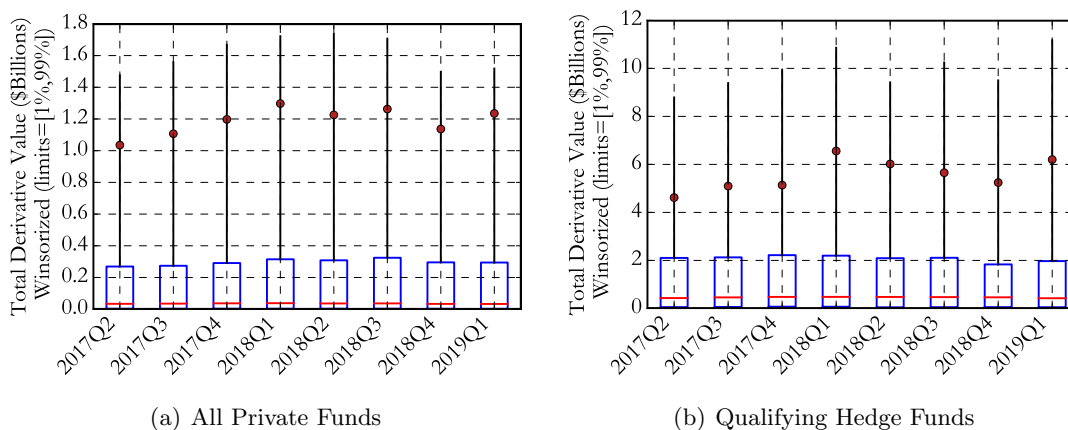 Total Derivative Value ($Billions)
Winsorized (limits=[1%,99%])
1.8
1.6
1.4
1.2
1.0
0.8
0.6
0.4
0.2
0.0
2017Q2
2017Q3
2017Q4
2018Q1
2018Q2
2018Q3
2018Q4
2019Q1
(a) All Private Funds
Total Derivative Value ($Billions)
Winsorized (limits=[1%,99%])
12
10
8
6
4
2
0
2017Q2
2017Q3
2017Q4
2018Q1
2018Q2
2018Q3
2018Q4
2019Q1
(b) Qualifying Hedge Funds